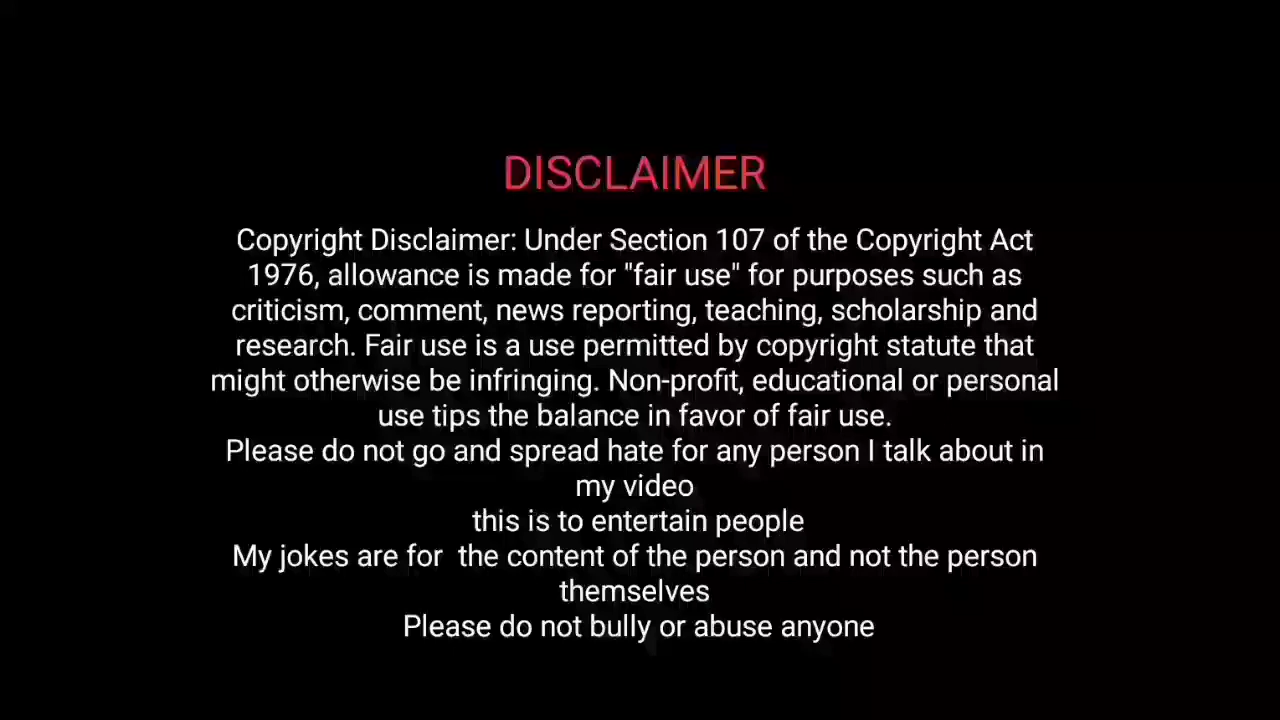 DISCLAIMER
Copyright Disclaimer: Under Section 107 of the Copyright Act
1976, allowance is made for "fair use" for purposes such as
criticism, comment, news reporting, teaching, scholarship and
research. Fair use is a use permitted by copyright statute that
might otherwise be infringing. Non-profit, educational or personal
use tips the balance in favor of fair use.
Please do not go and spread hate for any person I talk about in
my video
this is to entertain people
My jokes are for  the content of the person and not the person
themselves
Please do not bully or abuse anyone